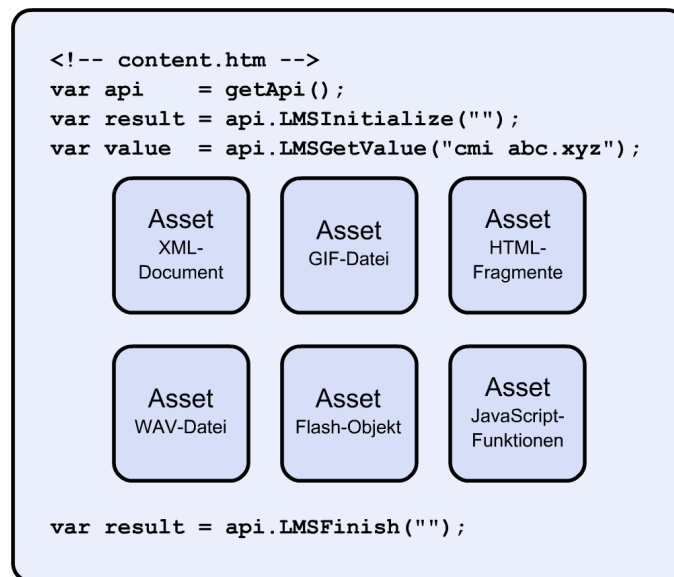 <!-- content.htm -->
var api    = getApi();
var result = api.LMSInitialize("");
var value  = api.LMSGetValue("cmi abc.xyz");
Asset
XML-
Document
Asset
GIF-Datei
Asset
HTML-
Fragmente
Asset
WAV-Datei
Asset
Flash-Objekt
Asset
JavaScript-
Funktionen
var result = api.LMSFinish("");